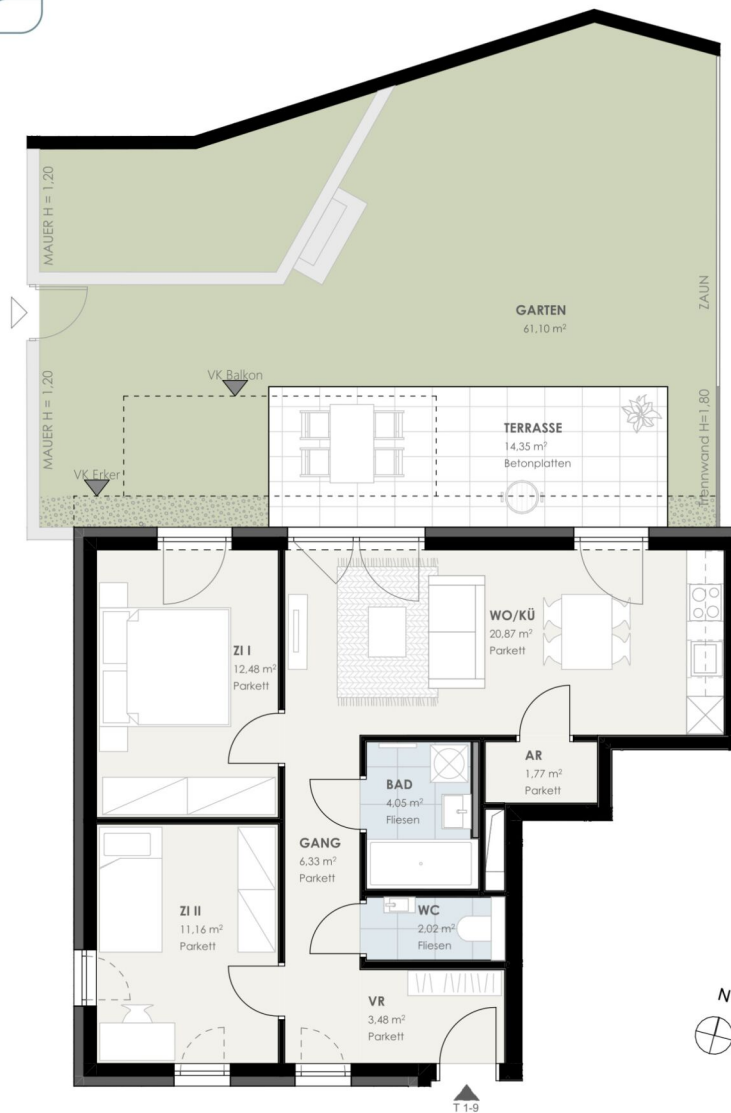 MAUER H = 1,20
ZAUN
GARTEN
61,10 m²
VK Balkon
MAUER H = 1,20
Trennwand H=1,80
TERRASSE
14,35 m²
Betonplatten
VK Erker
WO/KÜ
20,87 m²
Parkett
ZI I
12,48 m²
Parkett
AR
1,77 m²
Parkett
BAD
4,05 m²
Fliesen
GANG
6,33 m²
Parkett
ZI II
11,16 m²
Parkett
WC
2,02 m²
Fliesen
VR
3,48 m²
Parkett
N
T 1-9